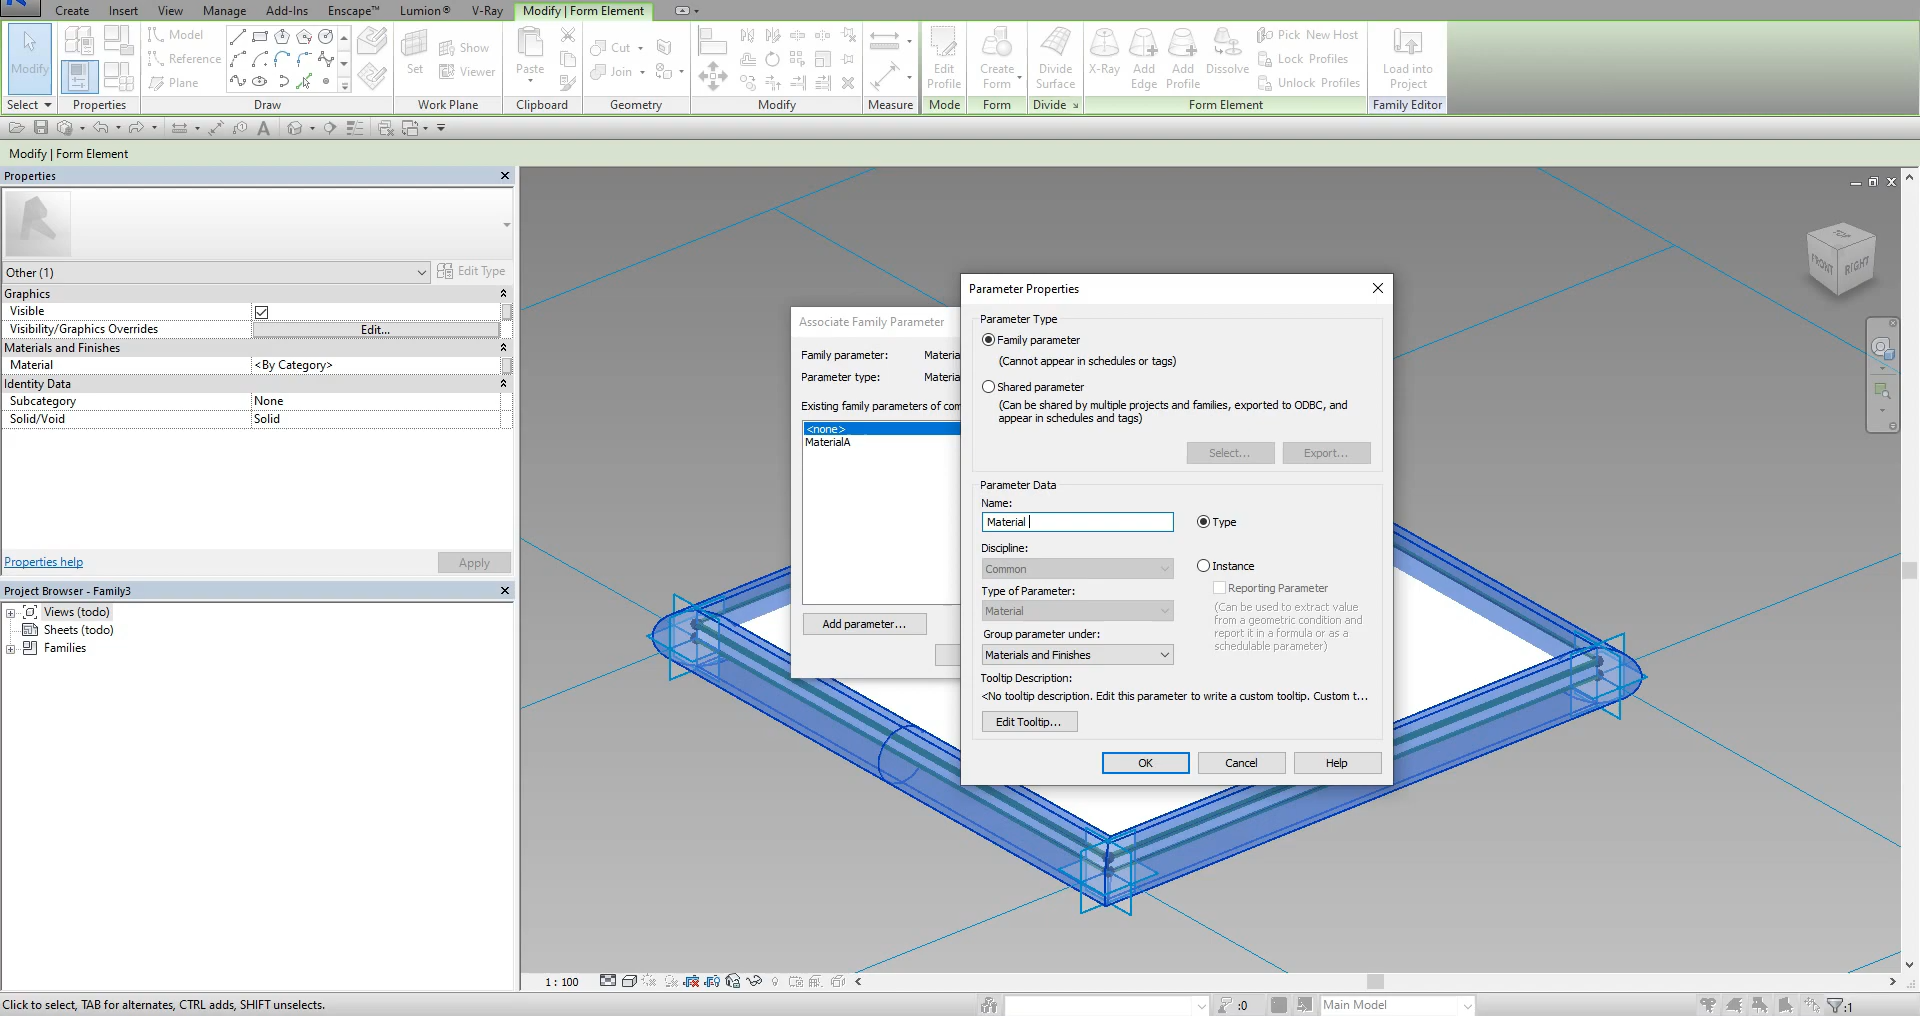 Create Insert View Manage Add-Ins Enscape™ Lumion® V-Ray Modify | Form Element
Modify
Select
Properties
Model
Reference
Plane
Draw
Set
Show
Viewer
Work Plane
Paste
Clipboard
Cut
Join
Geometry
Modify
Measure
Edit
Profile
Mode
Create
Form
Form
Divide
Surface
Divide
X-Ray
Add
Edge
Add
Profile
Dissolve
Pick New Host
Lock Profiles
Unlock Profiles
Form Element
Load into
Project
Family Editor
Modify | Form Element
Properties
Other (1)
Edit Type
Graphics
Visible
Visibility/Graphics Overrides Edit...
Materials and Finishes
Material <By Category>
Identity Data
Subcategory None
Solid/Void Solid
Properties help
Apply
Project Browser - Family3
Views (todo)
Sheets (todo)
Families
TOP
FRONT
RIGHT
Associate Family Parameter
Family parameter: Materia
Parameter type: Materia
Existing family parameters of com
<none>
MaterialA
Add parameter...
Parameter Properties
Parameter Type
Family parameter
(Cannot appear in schedules or tags)
Shared parameter
(Can be shared by multiple projects and families, exported to ODBC, and
appear in schedules and tags)
Select...
Export...
Parameter Data
Name:
Material
Type
Discipline:
Common
Instance
Type of Parameter:
Reporting Parameter
Material
(Can be used to extract value
from a geometric condition and
report it in a formula or as a
schedulable parameter)
Group parameter under:
Materials and Finishes
Tooltip Description:
<No tooltip description. Edit this parameter to write a custom tooltip. Custom t...
Edit Tooltip...
OK
Cancel
Help
1 : 100
Click to select, TAB for alternates, CTRL adds, SHIFT unselects.
:0
Main Model
:1